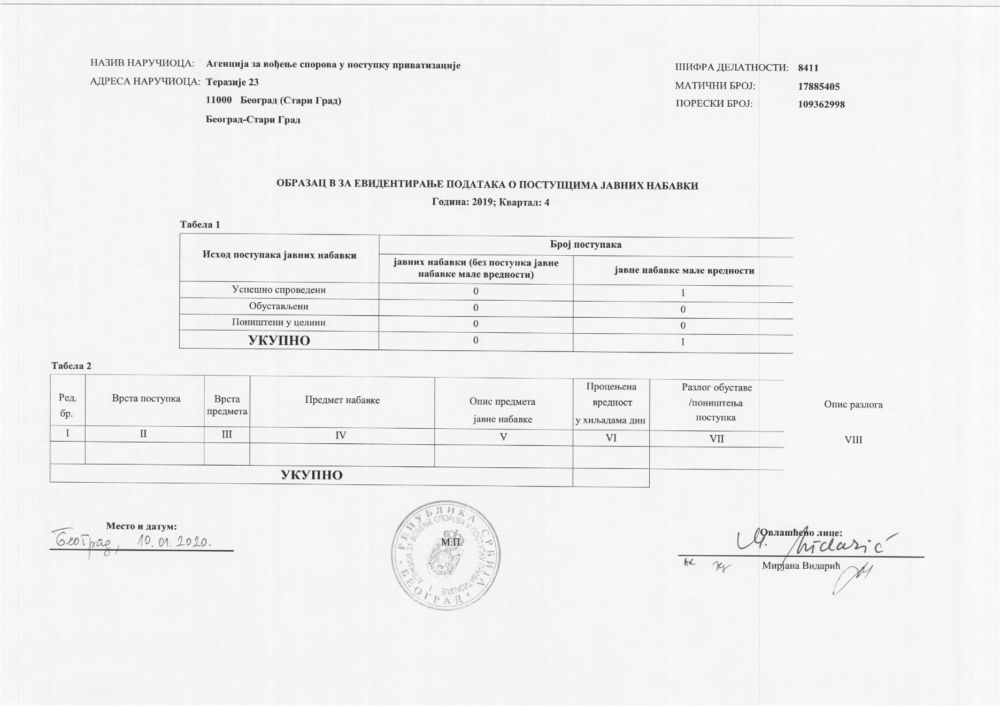 НАЗИВ НАРУЧИОЦА: Агенција за вођење спорова у поступку приватизације
АДРЕСА НАРУЧИОЦА: Теразије 23
11000 Београд (Стари Град)
Београд-Стари Град
ШИФРА ДЕЛАТНОСТИ: 8411
МАТИЧНИ БРОЈ: 17885405
ПОРЕСКИ БРОЈ: 109362998
ОБРАЗАЦ В ЗА ЕВИДЕНТИРАЊЕ ПОДАТАКА О ПОСТУПЦИМА ЈАВНИХ НАБАВКИ
Година: 2019; Квартал: 4
Табела 1
Исход поступака јавних набавки
Број поступака
јавних набавки (без поступка јавне
набавке мале вредности)
јавне набавке мале вредности
Успешно спроведени 0 1
Обустављени 0 0
Поништени у целини 0 0
УКУПНО 0 1
Табела 2
Ред.
бр.
Врста поступка
Врста
предмета
Предмет набавке
Опис предмета
јавне набавке
Процењена
вредност
у хиљадама дин
Разлог обуставе
/поништења
поступка
Опис разлога
I II III IV V VI VII VIII
УКУПНО
Место и датум:
Београд, 10.01.2020.
РЕПУБЛИКА СРБИЈА
АГЕНЦИЈА ЗА ВОЂЕЊЕ СПОРОВА У ПОСТУПКУ ПРИВАТИЗАЦИЈЕ
* БЕОГРАД *
I
М.П.
Овлашћено лице:
M. Vidarić
Мирјана Видарић